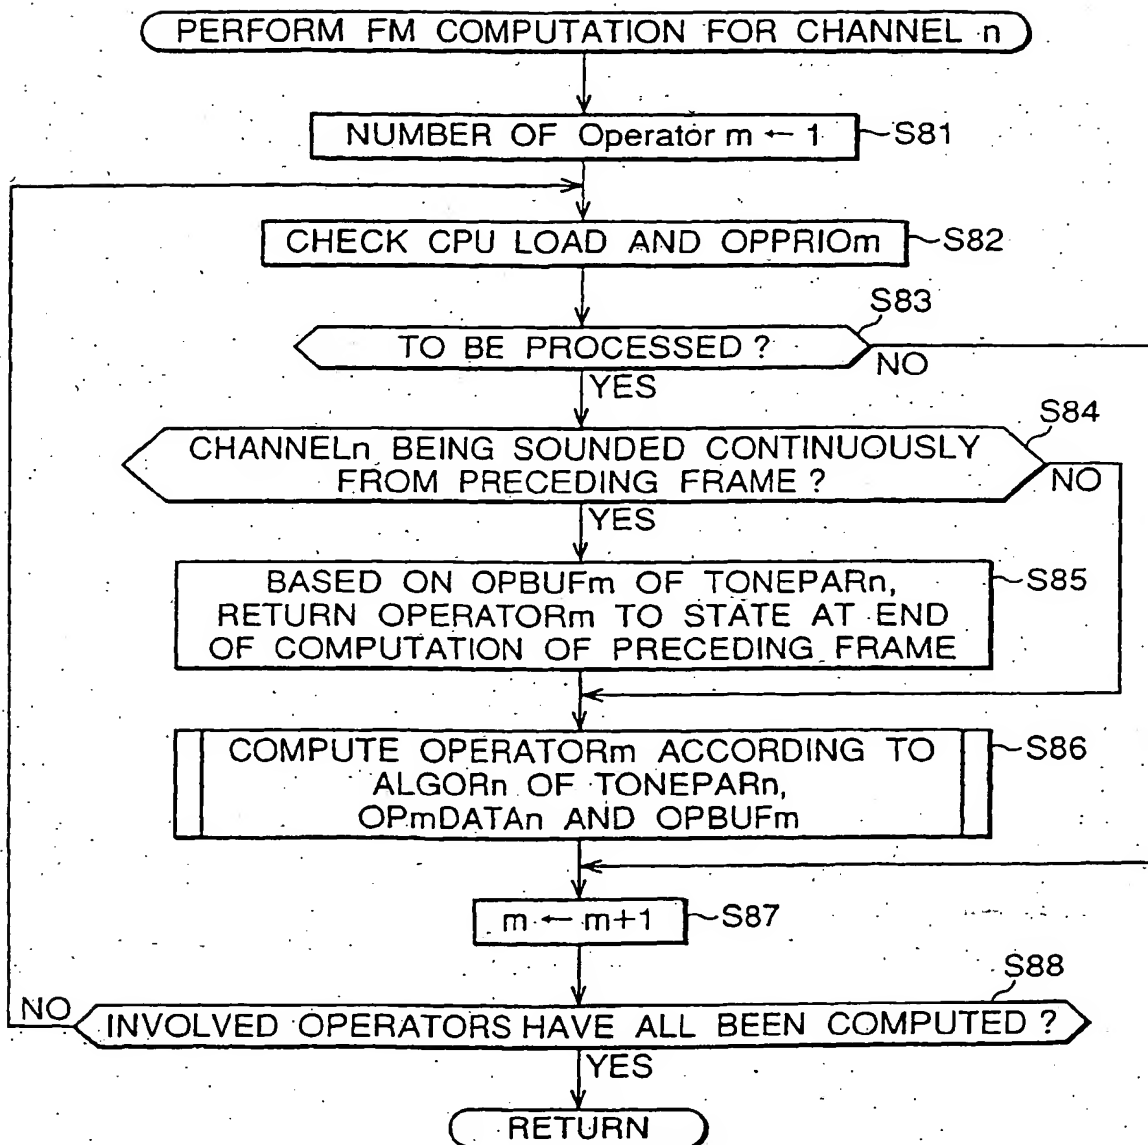 PERFORM FM COMPUTATION FOR CHANNEL n
NUMBER OF Operator m ← 1
S81
CHECK CPU LOAD AND OPPRIOm
S82
S83
TO BE PROCESSED ?
NO
YES
S84
CHANNELn BEING SOUNDED CONTINUOUSLY
FROM PRECEDING FRAME ?
NO
YES
BASED ON OPBUFm OF TONEPARn,
RETURN OPERATORm TO STATE AT END
OF COMPUTATION OF PRECEDING FRAME
S85
COMPUTE OPERATORm ACCORDING TO
ALGORn OF TONEPARn,
OPmDATAn AND OPBUFm
S86
m ← m+1
S87
S88
NO
INVOLVED OPERATORS HAVE ALL BEEN COMPUTED ?
YES
RETURN